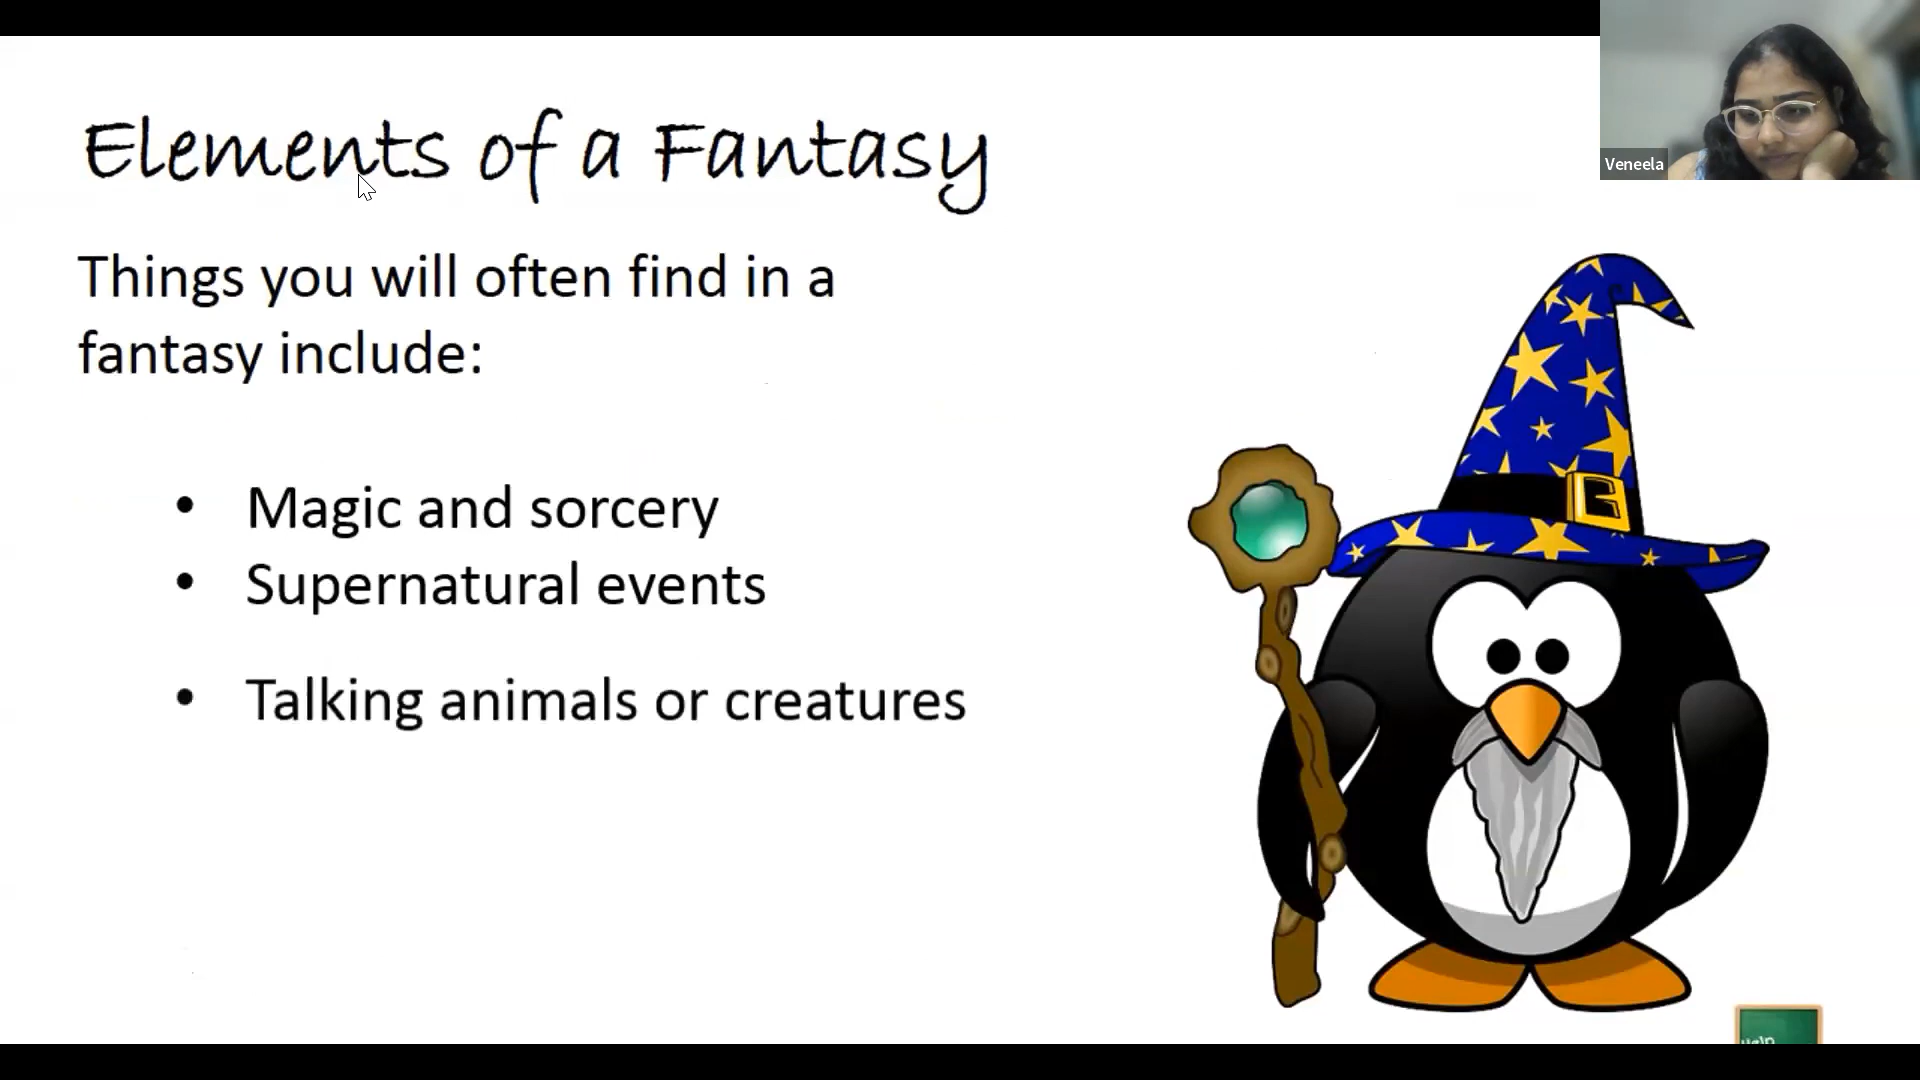 Elements of a Fantasy
Things you will often find in a
fantasy include:
• Magic and sorcery
• Supernatural events
• Talking animals or creatures
Veneela